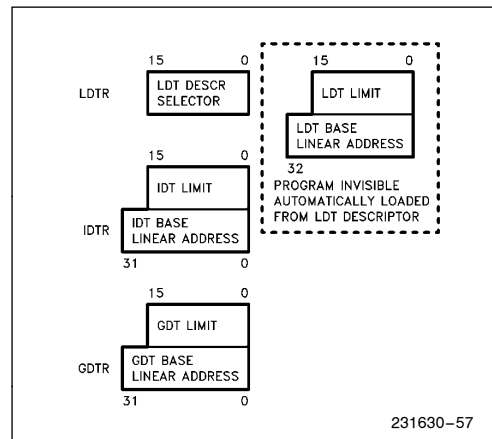 15 0
LDTR
LDT DESCR
SELECTOR
15 0
LDT LIMIT
LDT BASE
LINEAR ADDRESS
32
PROGRAM INVISIBLE
AUTOMATICALLY LOADED
FROM LDT DESCRIPTOR
15 0
IDTR
IDT LIMIT
IDT BASE
LINEAR ADDRESS
31 0
15 0
GDTR
GDT LIMIT
GDT BASE
LINEAR ADDRESS
31 0
231630-57